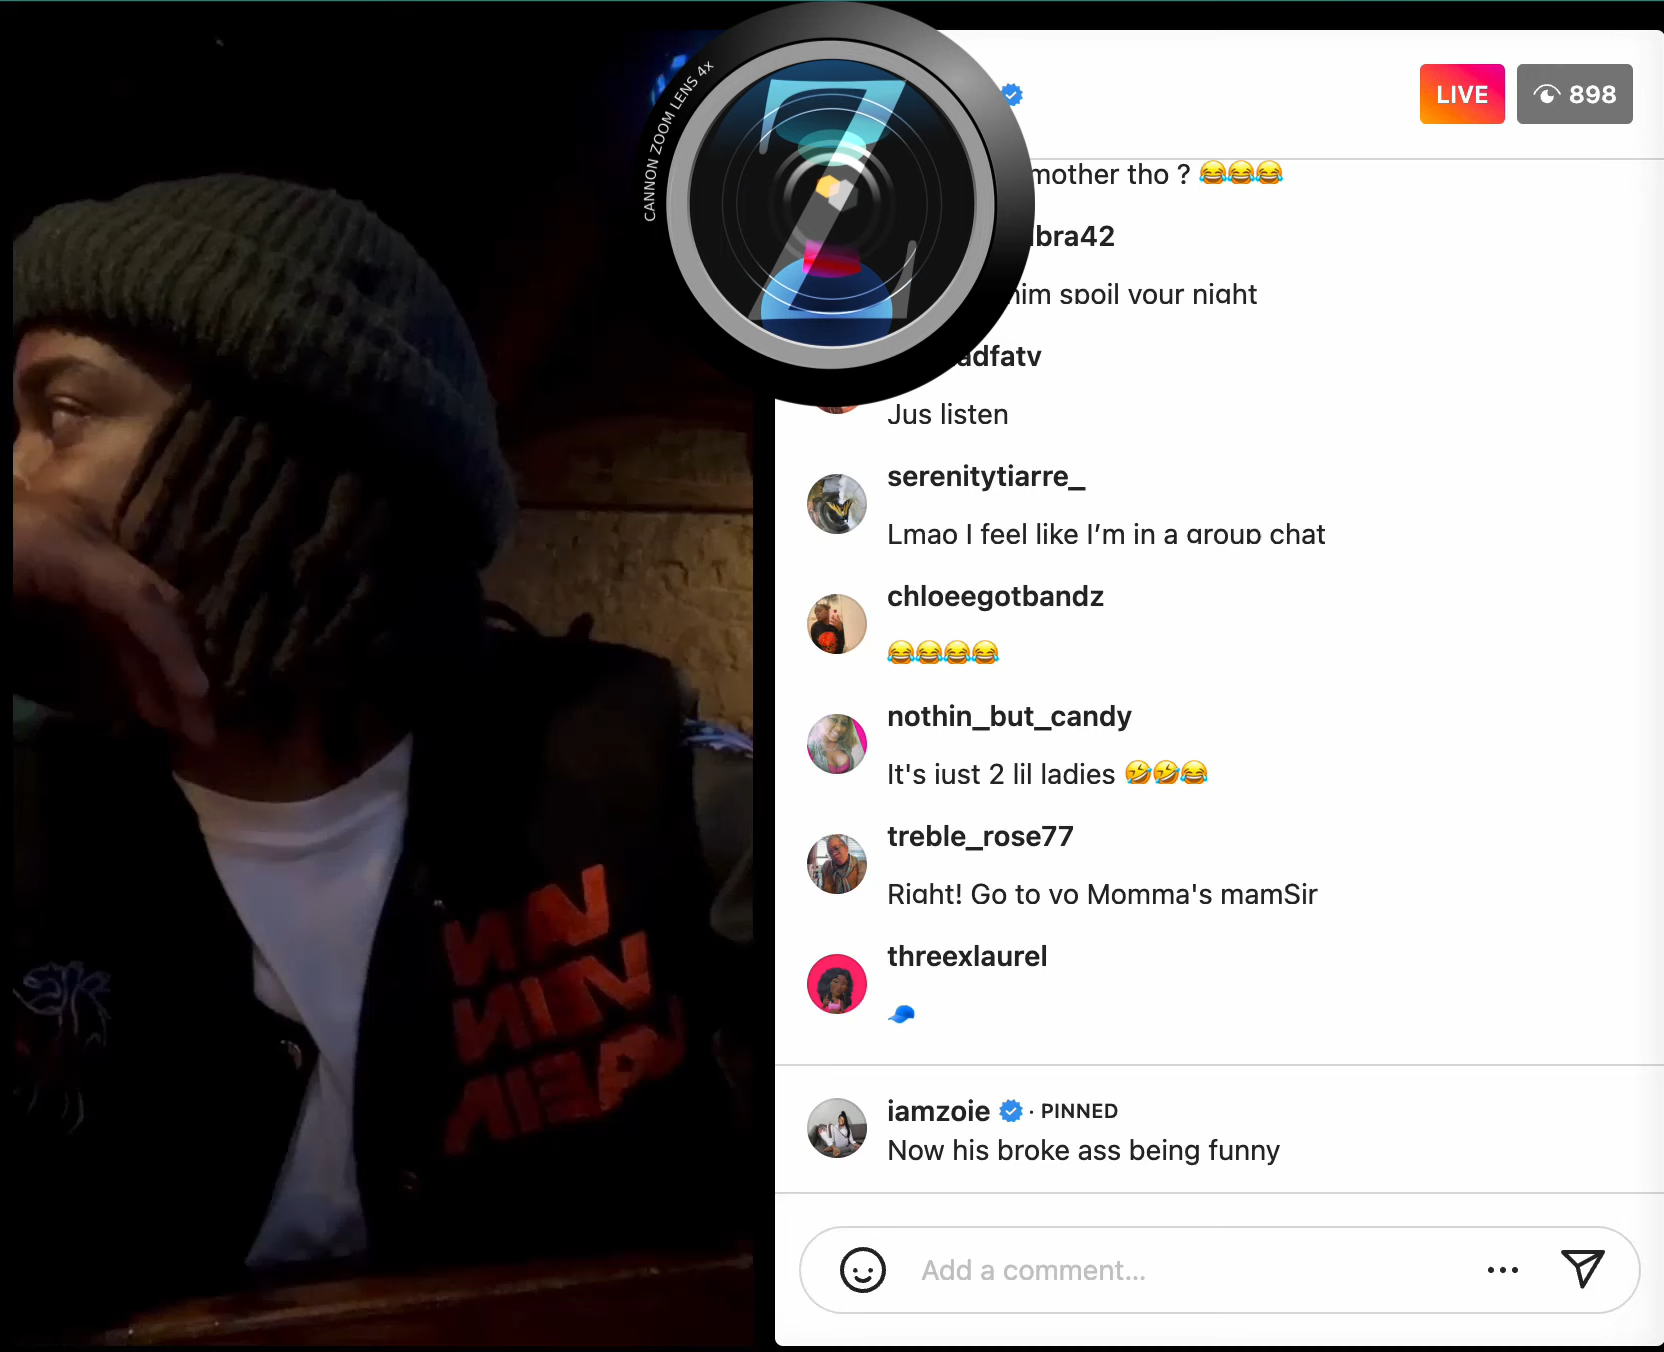 CANNON ZOOM LENS 4x
Z
LIVE
898
mother tho ? 😂😂😂
bra42
him spoil your night
adfatv
Jus listen
serenitytiarre_
Lmao I feel like I’m in a group chat
chloeegotbandz
😂😂😂😂
nothin_but_candy
It's just 2 lil ladies 🤣🤣😂
treble_rose77
Right! Go to yo Momma's mamSir
threexlaurel
🧢
iamzoie · PINNED
Now his broke ass being funny
Add a comment...